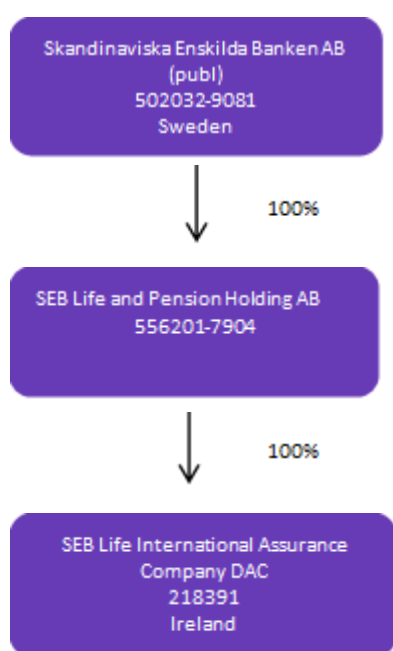 Skandinaviska Enskilda Banken AB
(publ)
502032-9081
Sweden
100%
SEB Life and Pension Holding AB
556201-7904
100%
SEB Life International Assurance
Company DAC
218391
Ireland